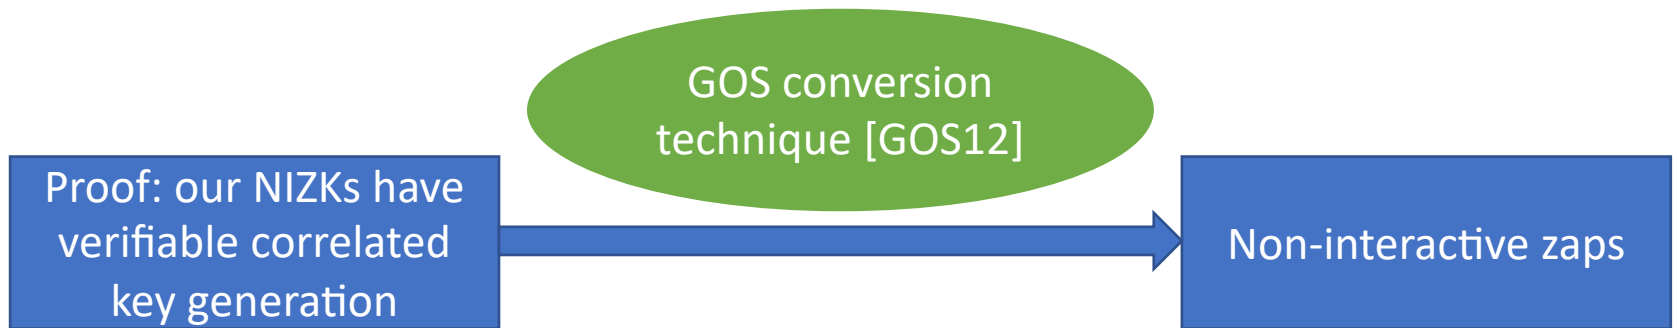 GOS conversion
technique [GOS12]
Proof: our NIZKs have
verifiable correlated
key generation
Non-interactive zaps